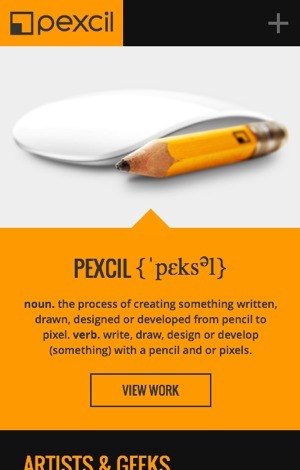 pexcil
PEXCIL {ˈpɛksᵊl}
noun. the process of creating something written,
drawn, designed or developed from pencil to
pixel. verb. write, draw, design or develop
(something) with a pencil and or pixels.
VIEW WORK
ARTISTS & GEEKS